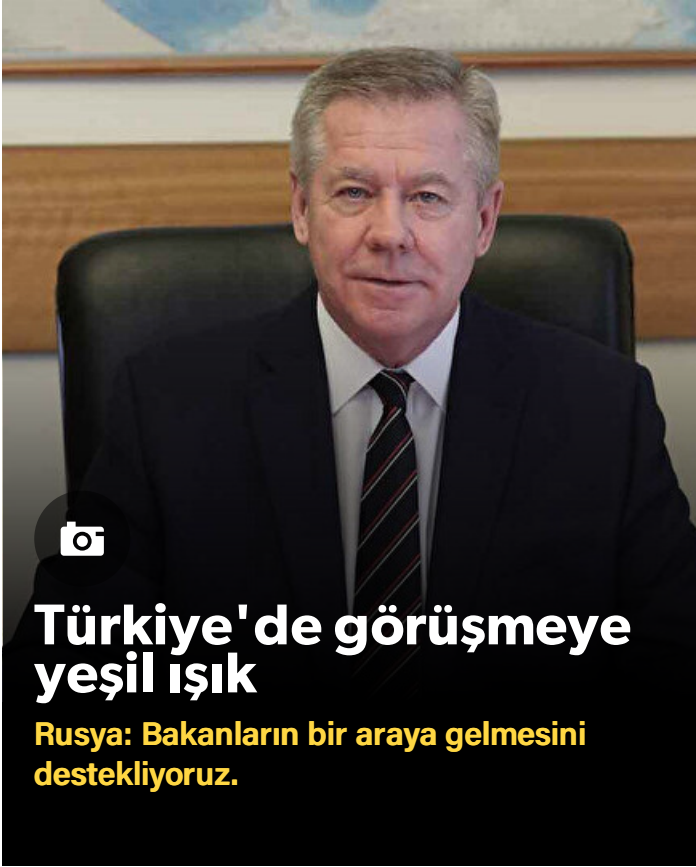 Türkiye'de görüşmeye
yeşil ışık
Rusya: Bakanların bir araya gelmesini
destekliyoruz.